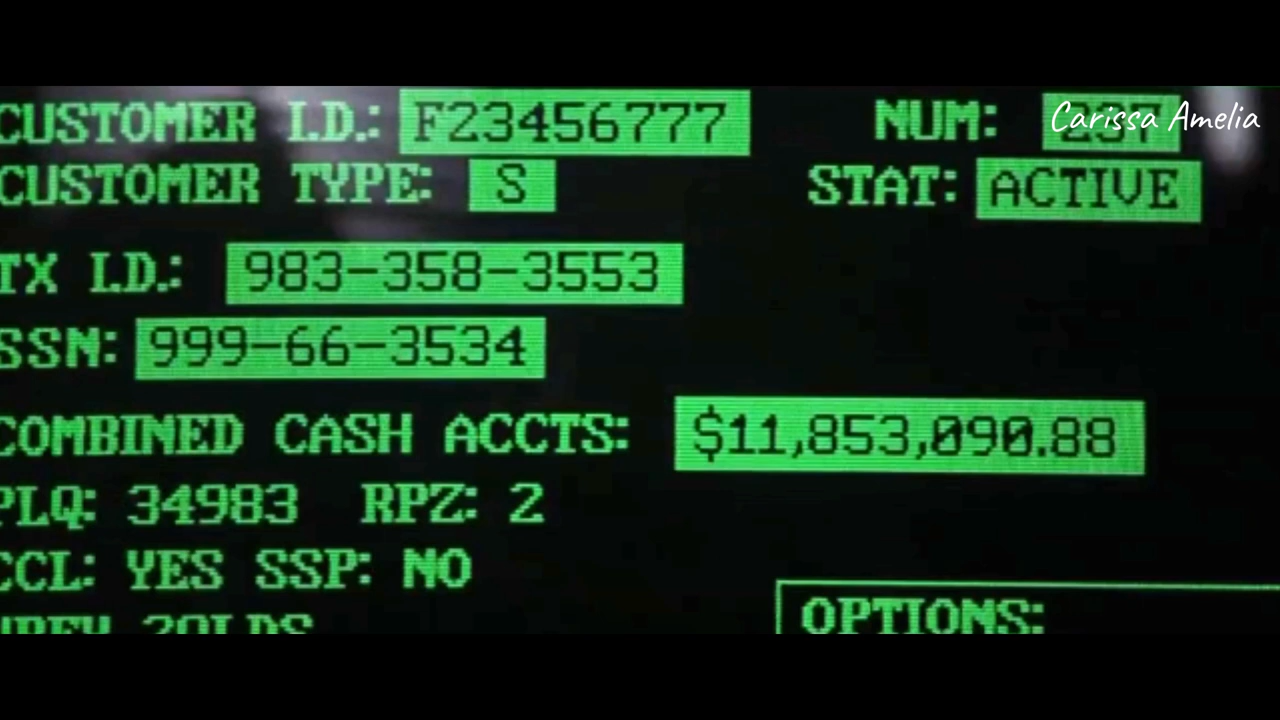 CUSTOMER I.D.: F23456777 NUM: 237
Carissa Amelia
CUSTOMER TYPE: S STAT: ACTIVE
TX I.D.: 983-358-3553
SSN: 999-66-3534
COMBINED CASH ACCTS: $11,853,090.88
PLQ: 34983 RPZ: 2
CCL: YES SSP: NO
OPTIONS: